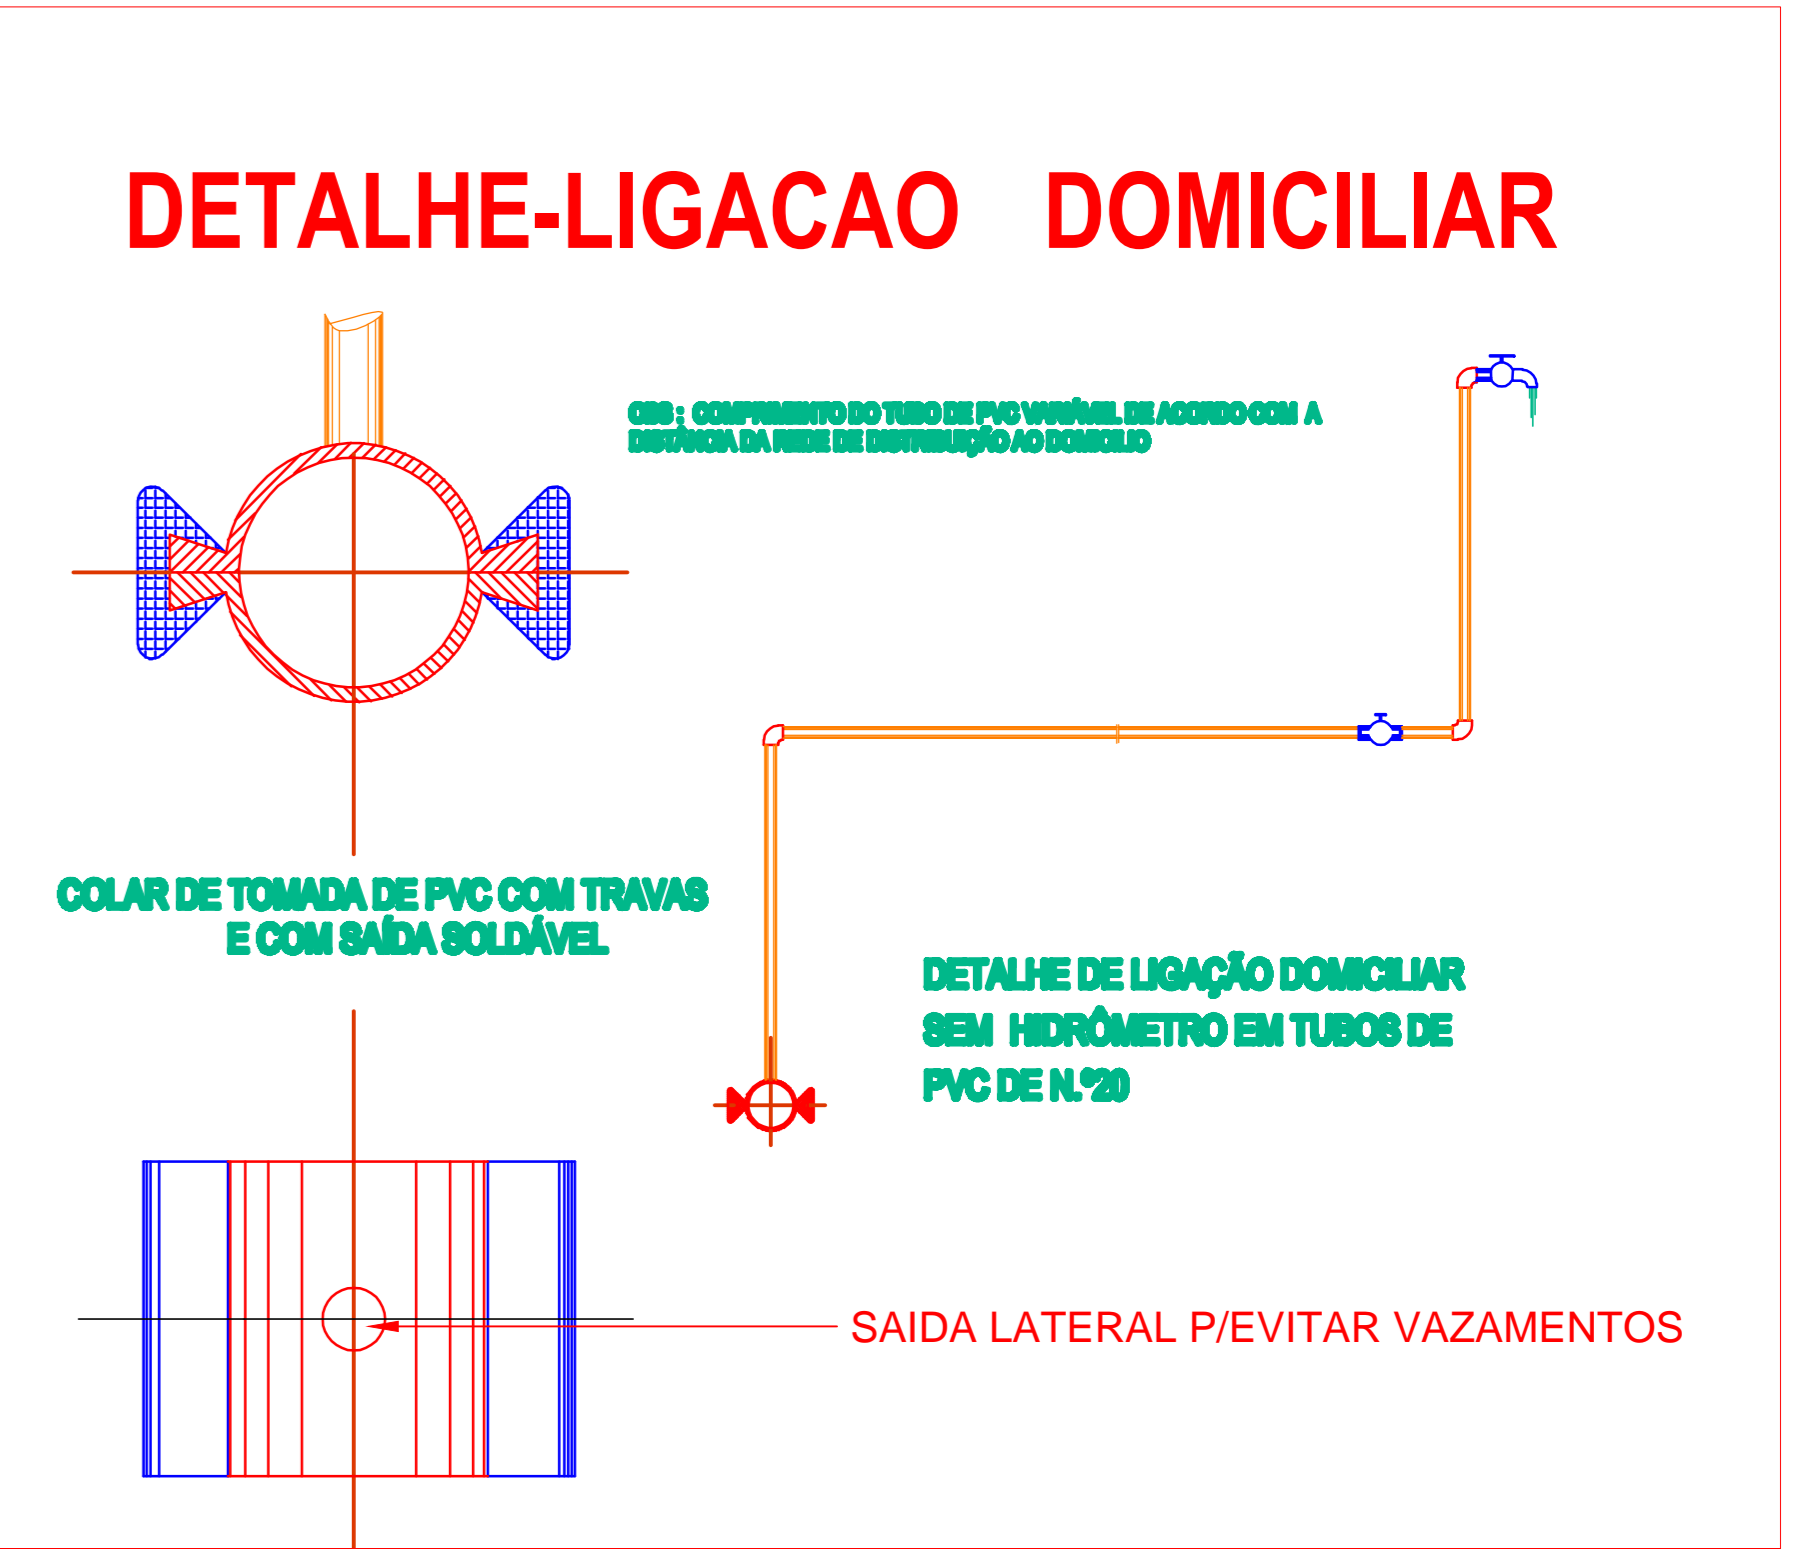 DETALHE-LIGACAO DOMICILIAR
OBS : COMPRIMENTO DO TUBO DE PVC VARIÁVEL DE ACORDO COM A
DISTÂNCIA DA REDE DE DISTRIBUIÇÃO AO DOMICILIO
COLAR DE TOMADA DE PVC COM TRAVAS
E COM SAÍDA SOLDÁVEL
DETALHE DE LIGAÇÃO DOMICILIAR
SEM HIDRÔMETRO EM TUBOS DE
PVC DE N.º20
SAIDA LATERAL P/EVITAR VAZAMENTOS